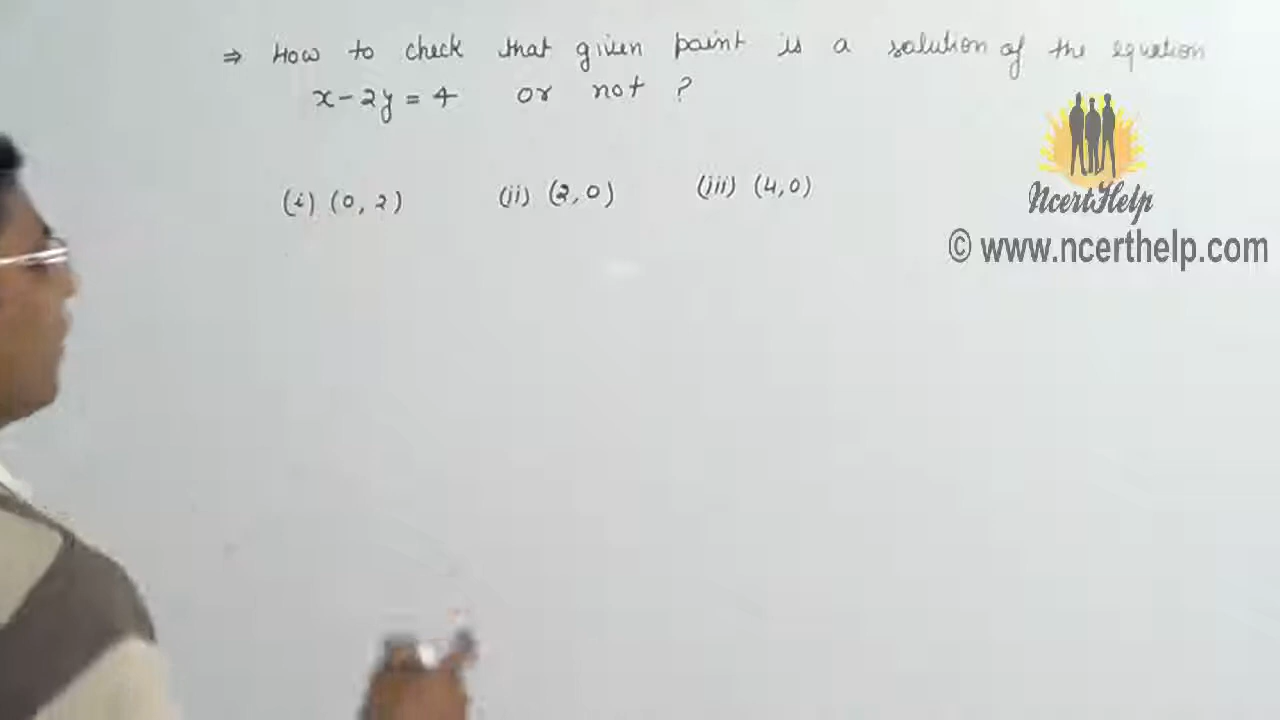 ⇒ How to check that given point is a solution of the equation
x - 2y = 4 or not ?
(i) (0, 2) (ii) (2, 0) (iii) (4,0)
NcertHelp
© www.ncerthelp.com